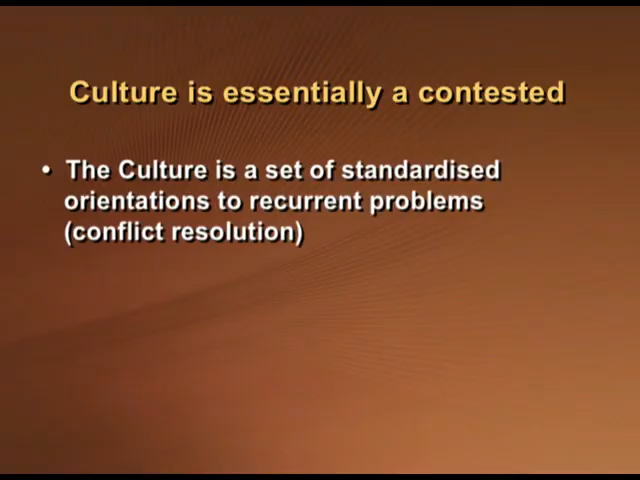 Culture is essentially a contested
• The Culture is a set of standardised
orientations to recurrent problems
(conflict resolution)